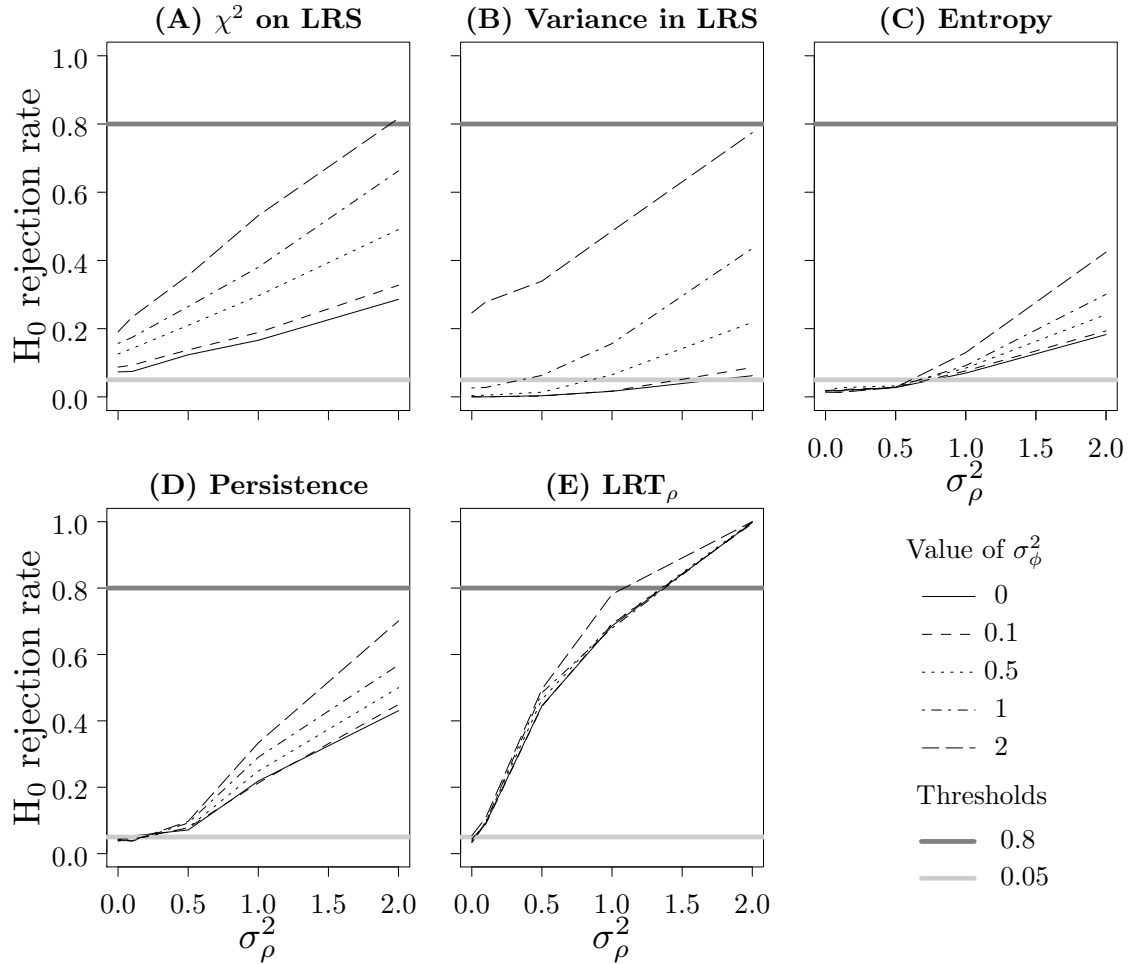 (A) χ² on LRS
(B) Variance in LRS
(C) Entropy
H₀ rejection rate
1.0
0.8
0.6
0.4
0.2
0.0
0.0 0.5 1.0 1.5 2.0
σ²ρ
(D) Persistence
(E) LRTρ
H₀ rejection rate
1.0
0.8
0.6
0.4
0.2
0.0
0.0 0.5 1.0 1.5 2.0
σ²ρ
0.0 0.5 1.0 1.5 2.0
σ²ρ
Value of σ²ϕ
0
0.1
0.5
1
2
Thresholds
0.8
0.05